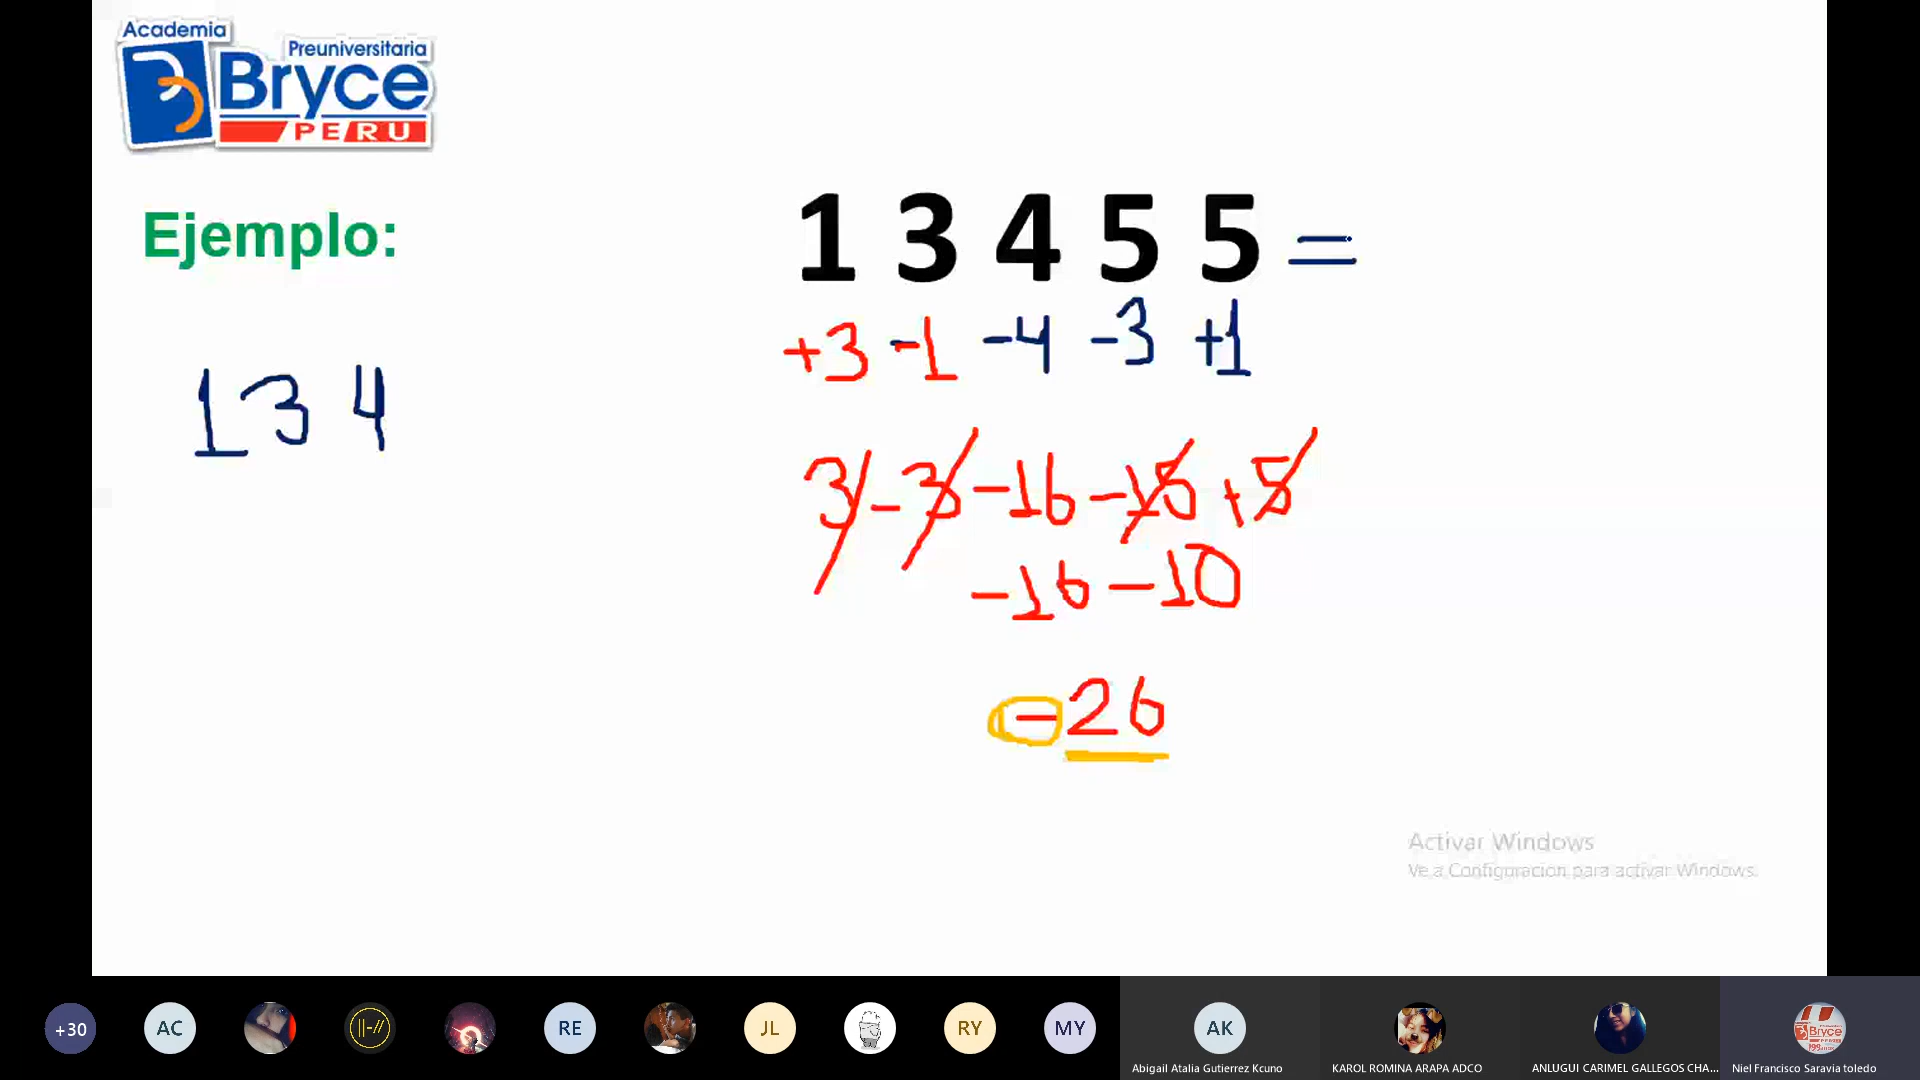 Academia
Preuniversitaria
Bryce
PERU
Ejemplo:
1 3 4 5 5 =
+3 -1 -4 -3 +1
1 3 4
3 - 3 - 16 - 15 + 5
- 16 - 10
- 26
Activar Windows
Ve a Configuración para activar Windows.
+30
AC
RE
JL
RY
MY
AK
Abigail Atalia Gutierrez Kcuno
KAROL ROMINA ARAPA ADCO
ANLUGUI CARIMEL GALLEGOS CHA...
Bryce
Niel Francisco Saravia toledo